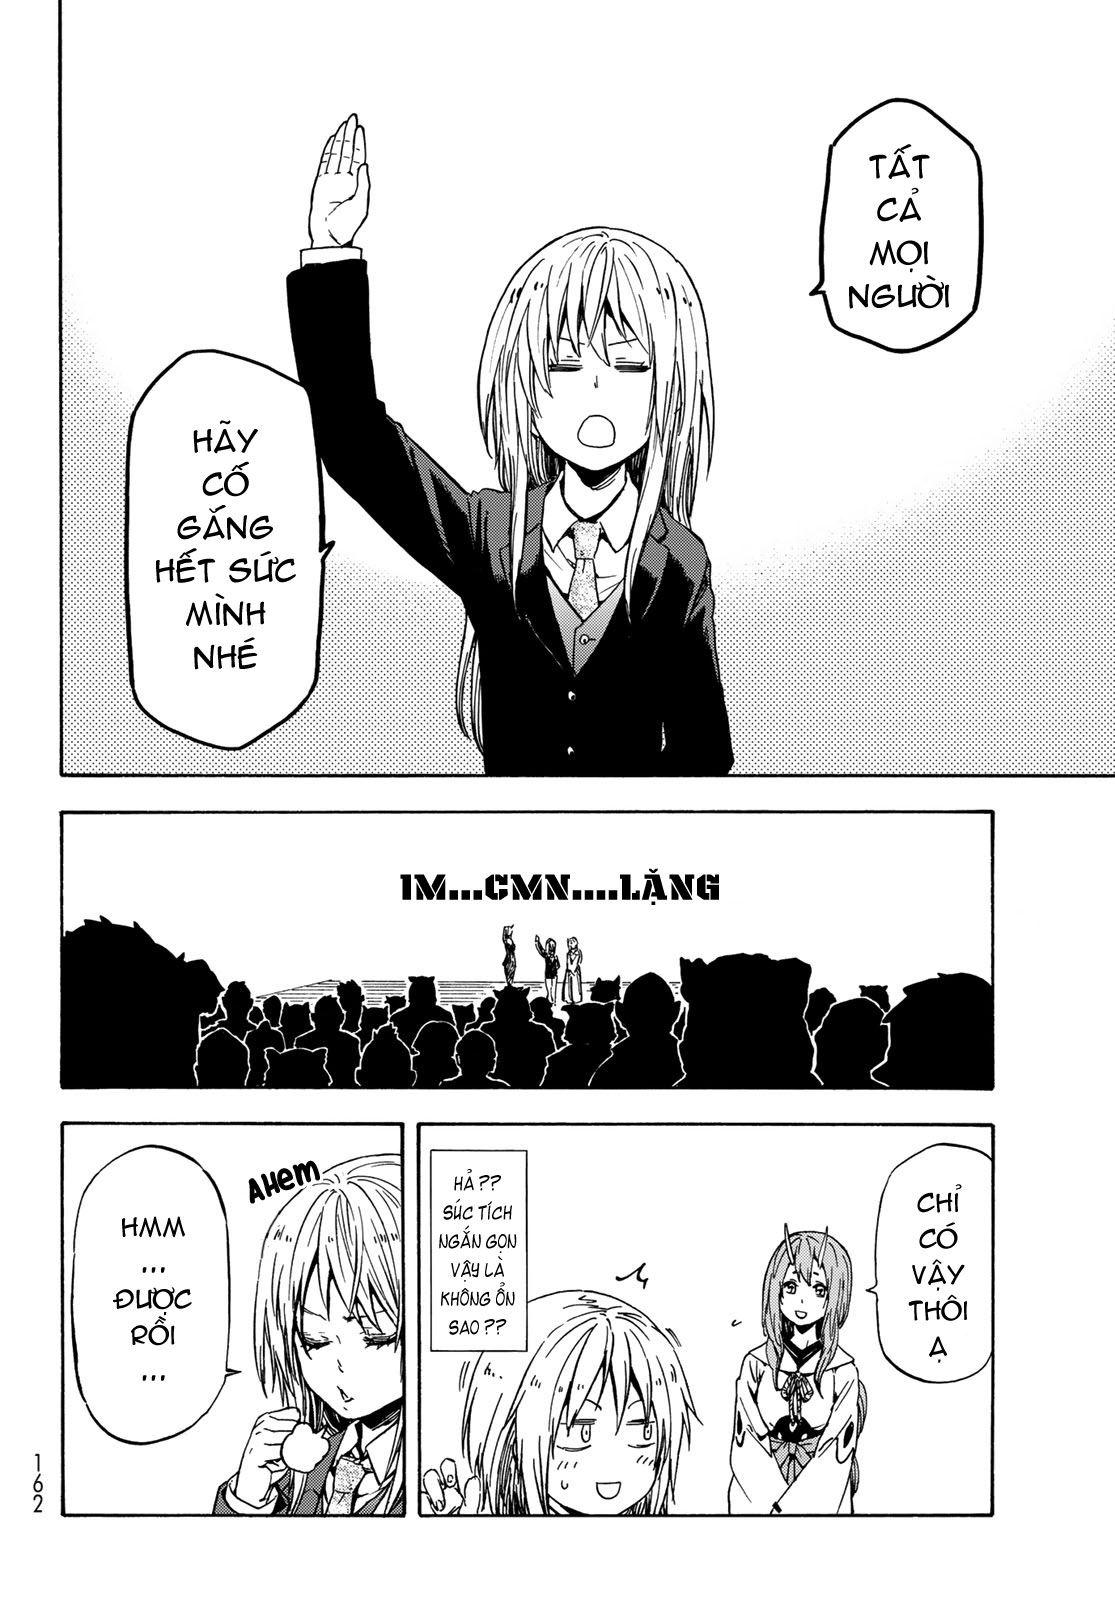 TẤT
CẢ
MỌI
NGƯỜI
HÃY
CỐ
GẮNG
HẾT SỨC
MÌNH
NHÉ
IM...CMN....LẶNG
CHỈ
CÓ
VẬY
THÔI
Ạ
HẢ ??
SÚC TÍCH
NGẮN GỌN
VẬY LÀ
KHÔNG ỔN
SAO ??
AHEM
HMM
...
ĐƯỢC
RỒI
...
162